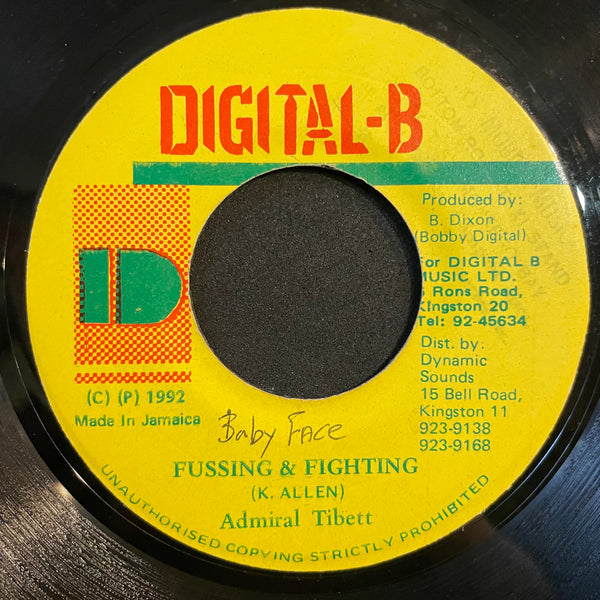 DIGITAL-B
Produced by:
B. Dixon
(Bobby Digital)
for DIGITAL B
MUSIC LTD.
Rons Road,
Kingston 20
Tel: 92-45634
Dist. by:
Dynamic
Sounds
15 Bell Road,
Kingston 11
923-9138
923-9168
(C) (P) 1992
Made In Jamaica
Baby Face
FUSSING & FIGHTING
(K. ALLEN)
Admiral Tibett
UNAUTHORISED COPYING STRICTLY PROHIBITED